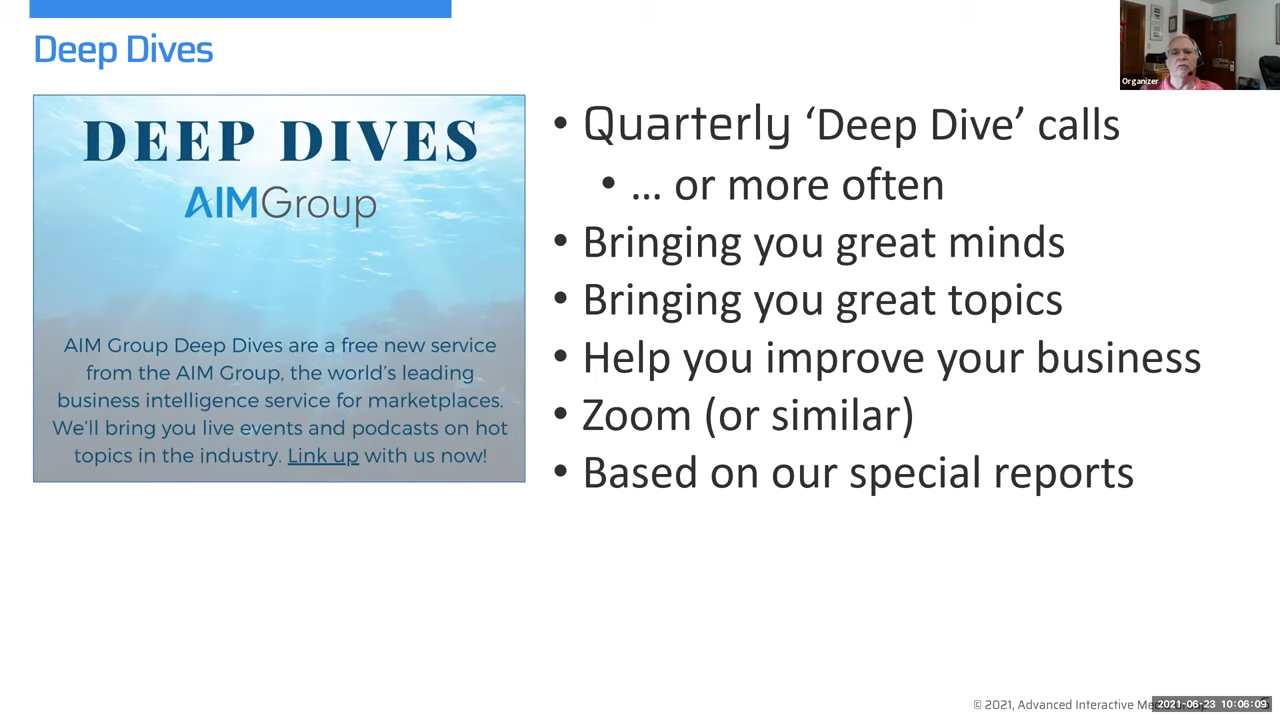 Deep Dives
DEEP DIVES
AIMGroup
AIM Group Deep Dives are a free new service
from the AIM Group, the world's leading
business intelligence service for marketplaces.
We'll bring you live events and podcasts on hot
topics in the industry. Link up with us now!
• Quarterly ‘Deep Dive’ calls
• … or more often
• Bringing you great minds
• Bringing you great topics
• Help you improve your business
• Zoom (or similar)
• Based on our special reports
Organizer
© 2021, Advanced Interactive
2021-06-23 10:06:09